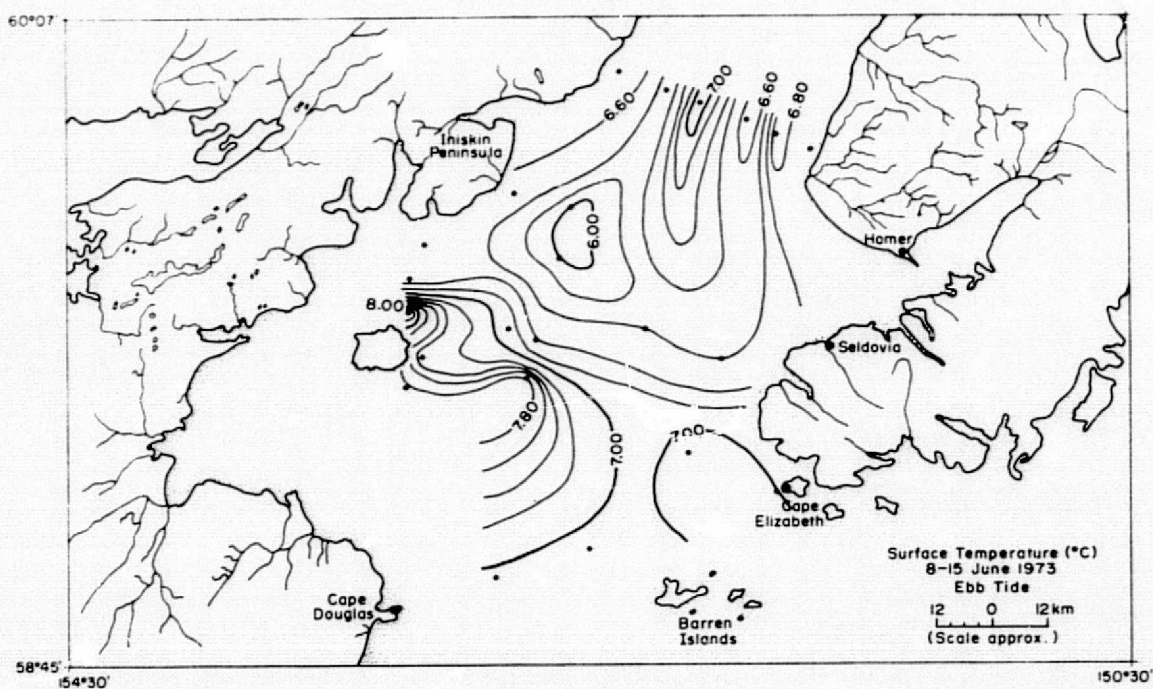 60°07'
7.00
6.60
6.80
6.60
Iniskin
Peninsula
6.00
Homer
8.00
Seldovia
7.80
7.00
7.00
Cape
Elizabeth
Surface Temperature (°C)
8-15 June 1973
Ebb Tide
12 0 12km
(Scale approx.)
Cape
Douglas
Barren
Islands
58°45'
154°30'
150°30'